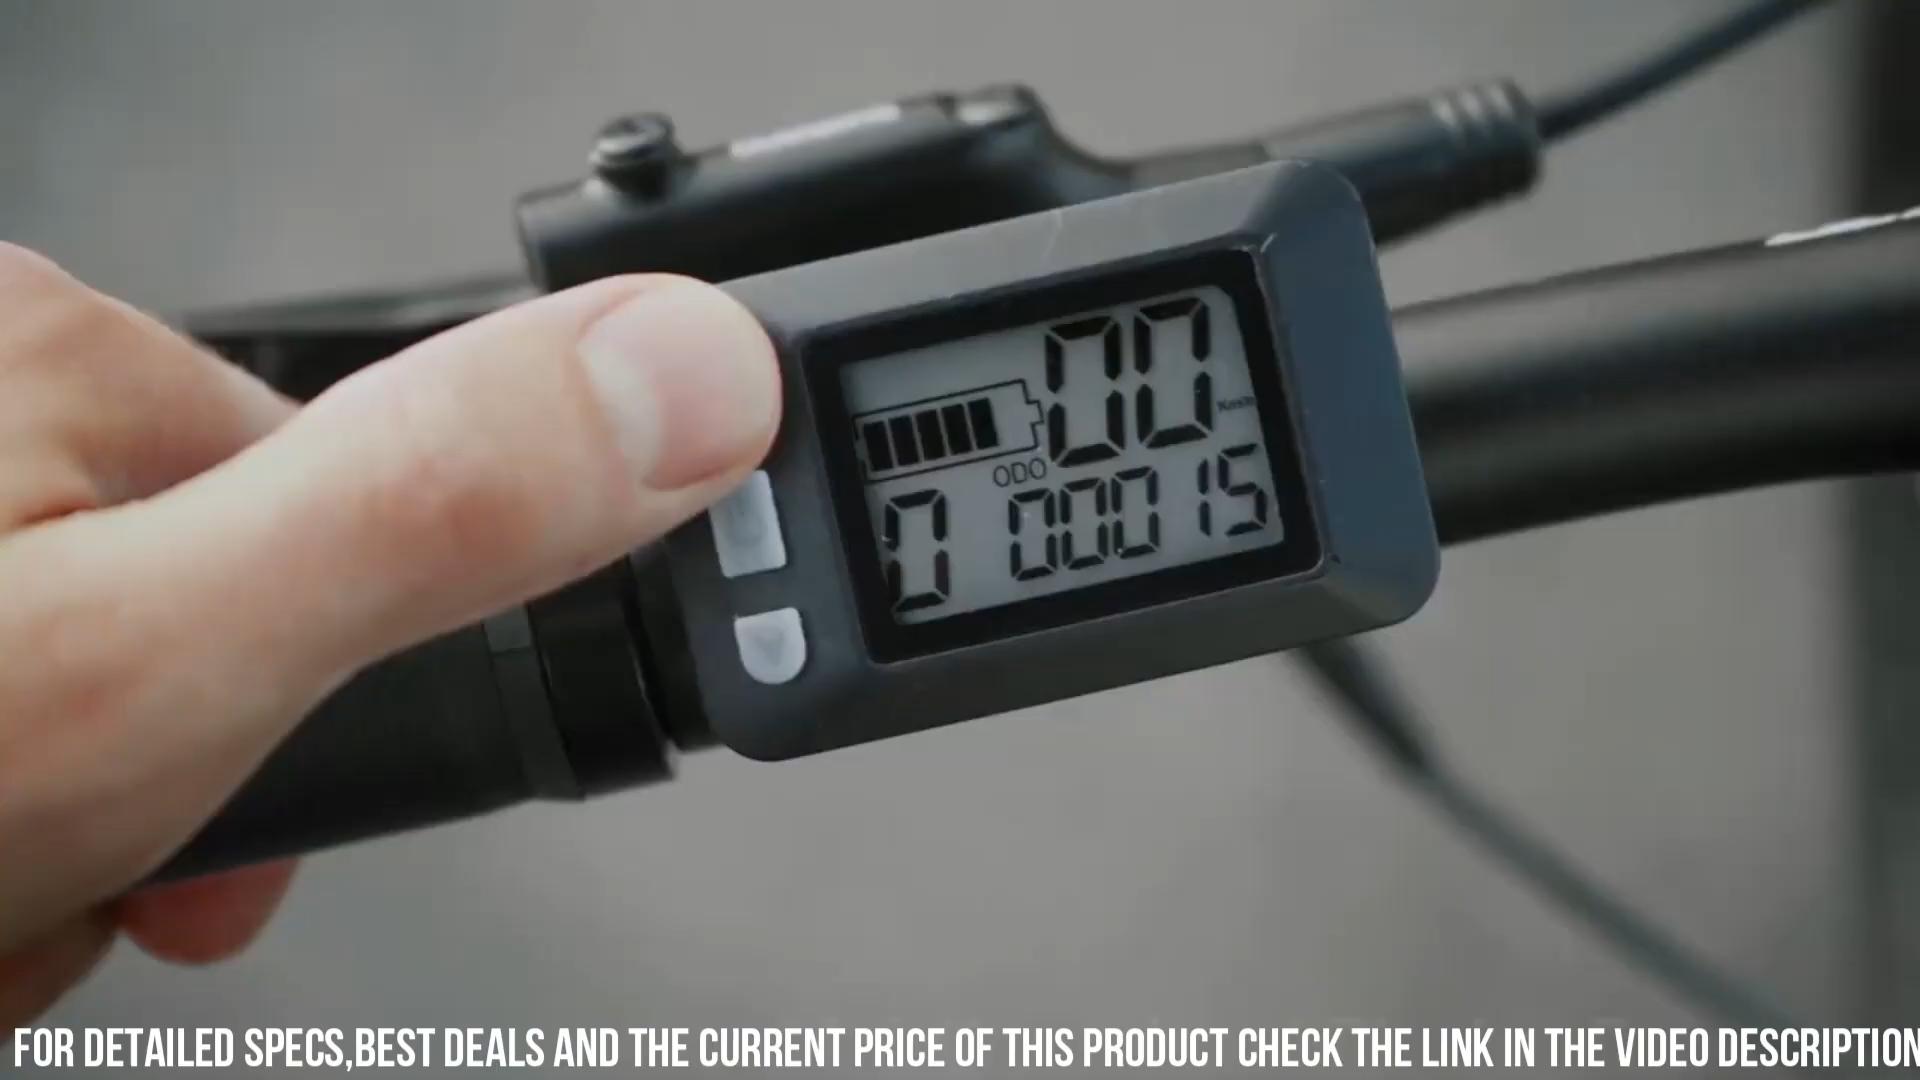 00
Km/h
ODO
0 00015
FOR DETAILED SPECS,BEST DEALS AND THE CURRENT PRICE OF THIS PRODUCT CHECK THE LINK IN THE VIDEO DESCRIPTION